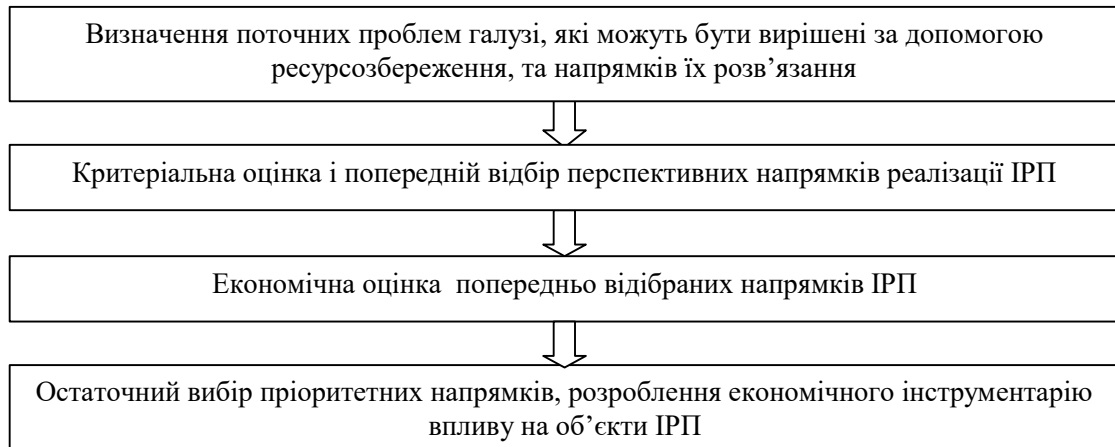 Визначення поточних проблем галузі, які можуть бути вирішені за допомогою
ресурсозбереження, та напрямків їх розв’язання
Критеріальна оцінка і попередній відбір перспективних напрямків реалізації ІРП
Економічна оцінка попередньо відібраних напрямків ІРП
Остаточний вибір пріоритетних напрямків, розроблення економічного інструментарію
впливу на об’єкти ІРП